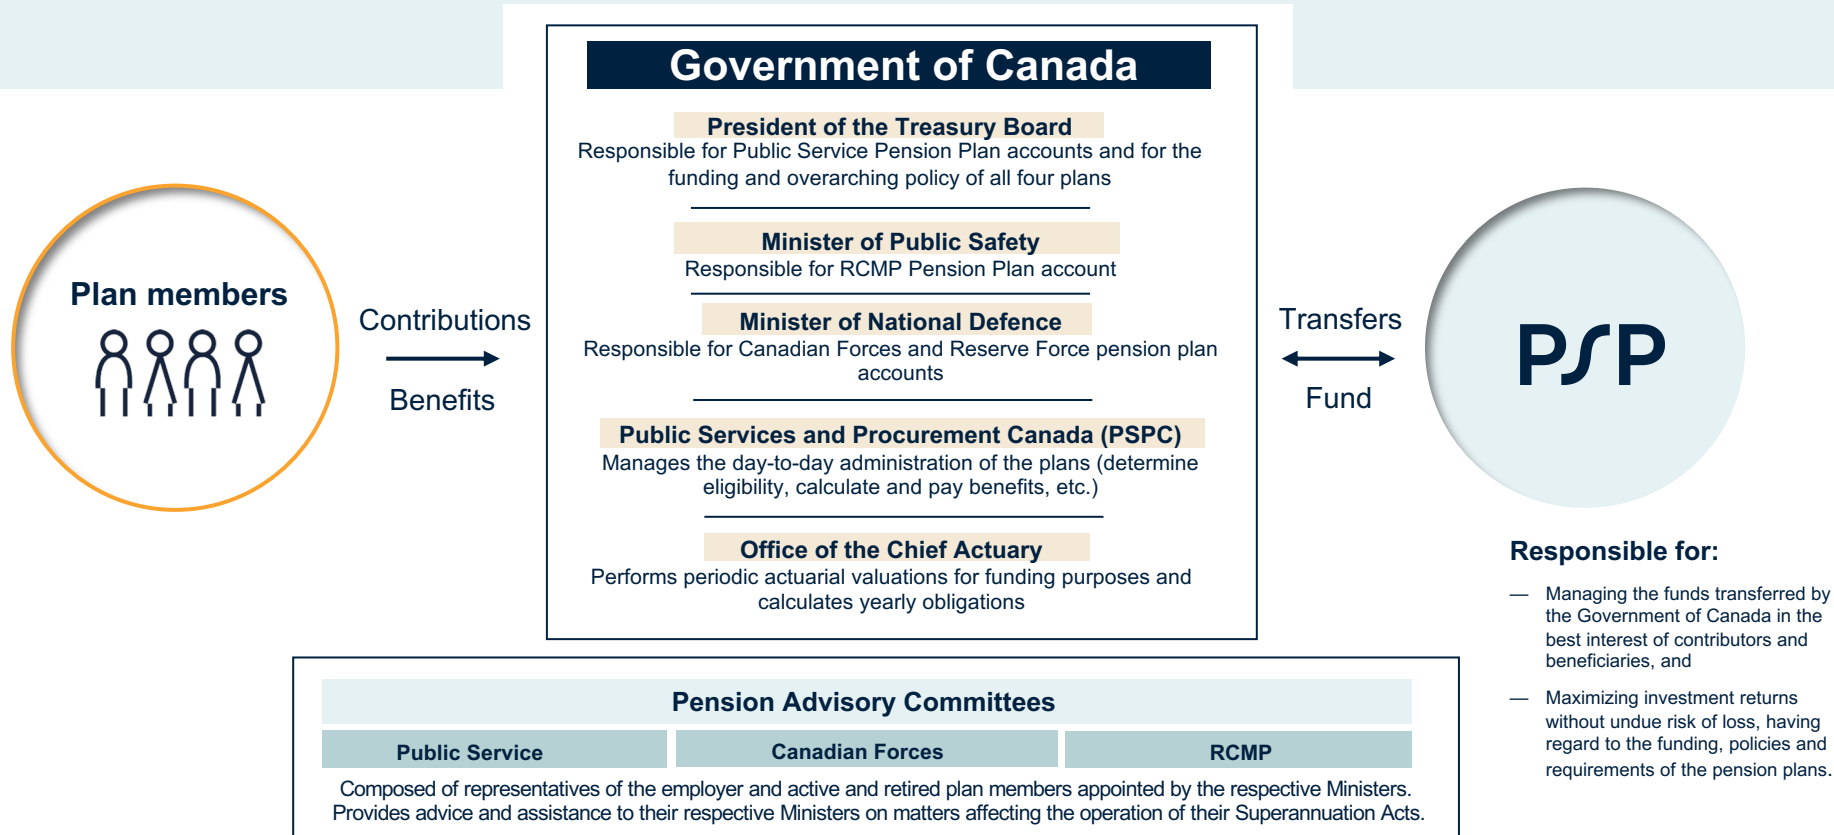 Government of Canada
President of the Treasury Board
Responsible for Public Service Pension Plan accounts and for the
funding and overarching policy of all four plans
Minister of Public Safety
Responsible for RCMP Pension Plan account
Minister of National Defence
Responsible for Canadian Forces and Reserve Force pension plan
accounts
Public Services and Procurement Canada (PSPC)
Manages the day-to-day administration of the plans (determine
eligibility, calculate and pay benefits, etc.)
Office of the Chief Actuary
Performs periodic actuarial valuations for funding purposes and
calculates yearly obligations
Plan members
Contributions
Benefits
Transfers
Fund
PSP
Responsible for:
— Managing the funds transferred by
the Government of Canada in the
best interest of contributors and
beneficiaries, and
— Maximizing investment returns
without undue risk of loss, having
regard to the funding, policies and
requirements of the pension plans.
Pension Advisory Committees
Public Service
Canadian Forces
RCMP
Composed of representatives of the employer and active and retired plan members appointed by the respective Ministers.
Provides advice and assistance to their respective Ministers on matters affecting the operation of their Superannuation Acts.